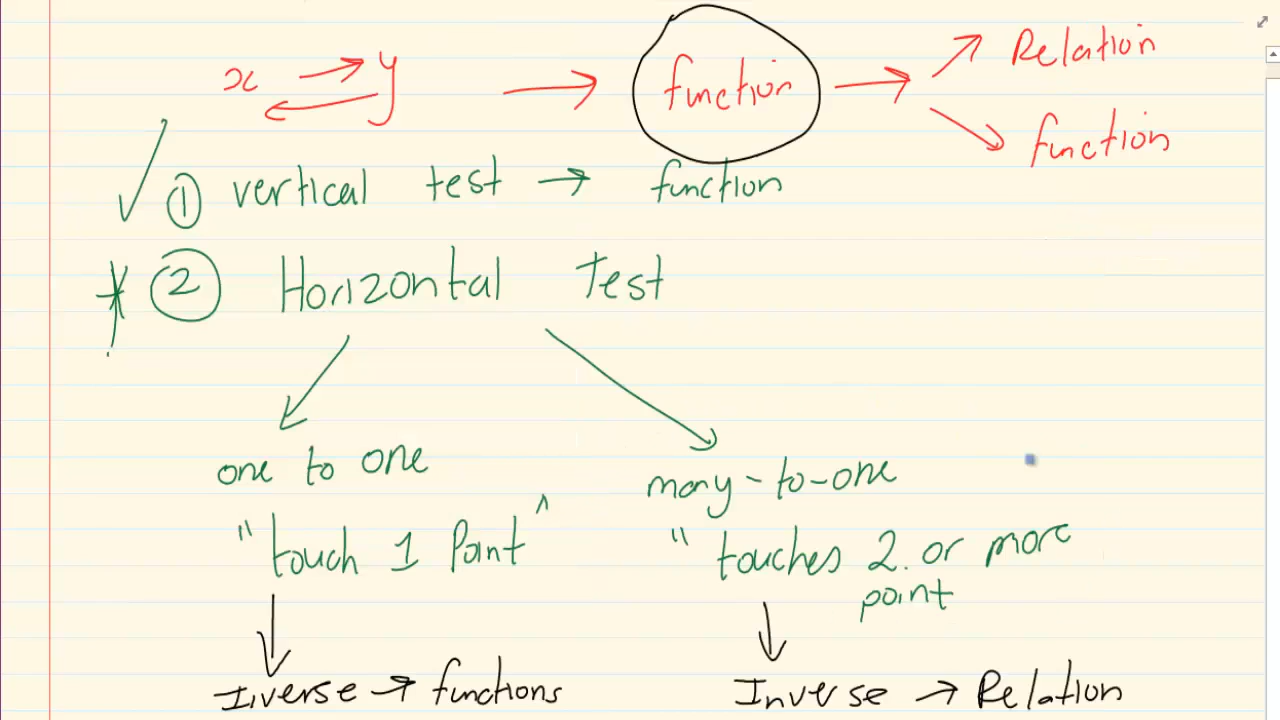 x → y → function → Relation
function
① vertical test → function
② Horizontal Test
one to one many-to-one
"touch 1 Point" "touches 2 or more
point
Inverse → functions Inverse → Relation